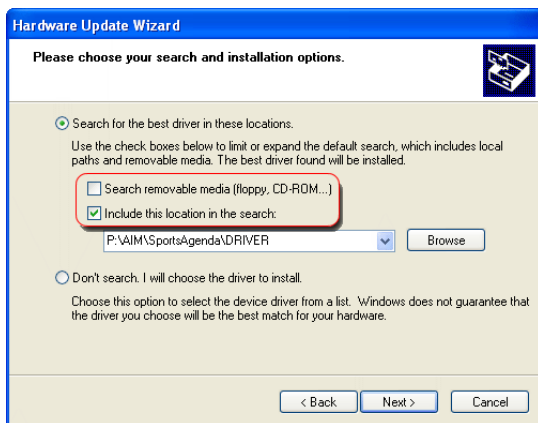 Hardware Update Wizard
Please choose your search and installation options.
Search for the best driver in these locations.
Use the check boxes below to limit or expand the default search, which includes local
paths and removable media. The best driver found will be installed.
Search removable media (floppy, CD-ROM...)
Include this location in the search:
P:\AIM\SportsAgenda\DRIVER
Browse
Don't search. I will choose the driver to install.
Choose this option to select the device driver from a list. Windows does not guarantee that
the driver you choose will be the best match for your hardware.
< Back Next > Cancel